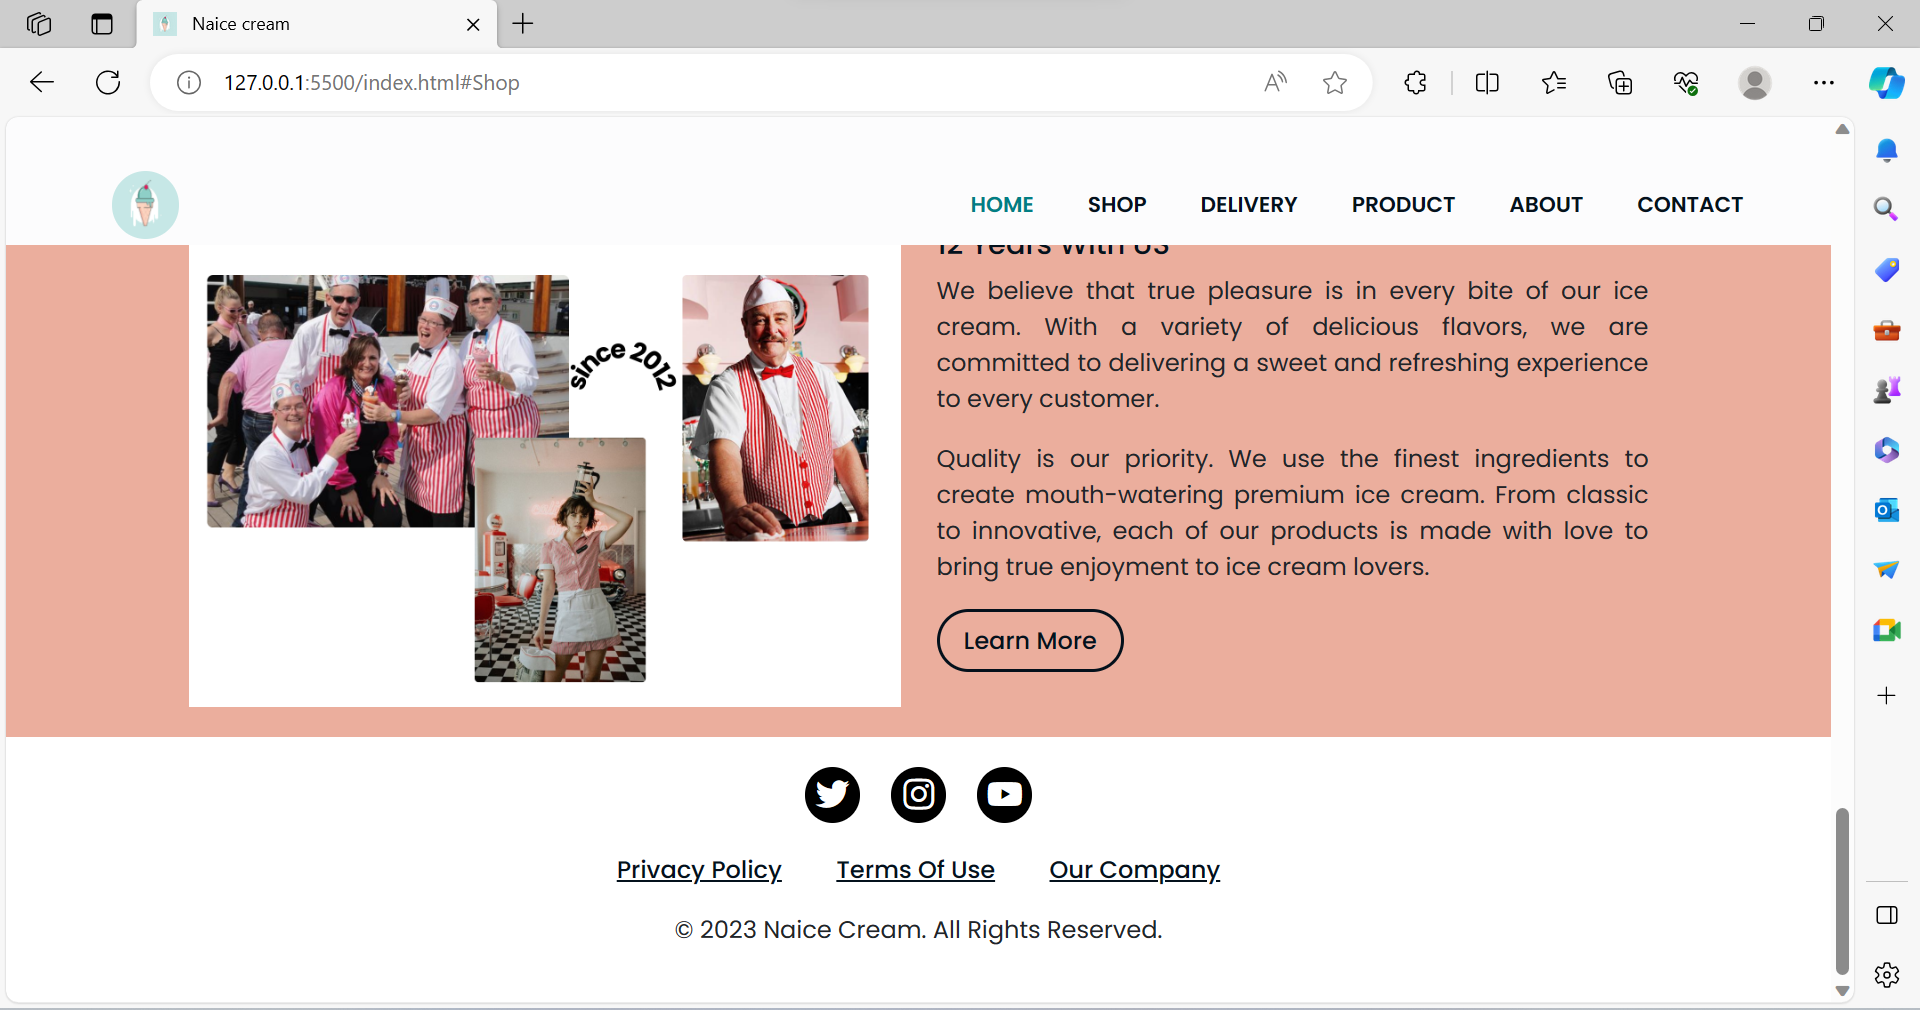 Naice cream
127.0.0.1:5500/index.html#Shop
HOME SHOP DELIVERY PRODUCT ABOUT CONTACT
12 Years With US
since 2012
We believe that true pleasure is in every bite of our ice
cream. With a variety of delicious flavors, we are
committed to delivering a sweet and refreshing experience
to every customer.
Quality is our priority. We use the finest ingredients to
create mouth-watering premium ice cream. From classic
to innovative, each of our products is made with love to
bring true enjoyment to ice cream lovers.
Learn More
Privacy Policy Terms Of Use Our Company
© 2023 Naice Cream. All Rights Reserved.